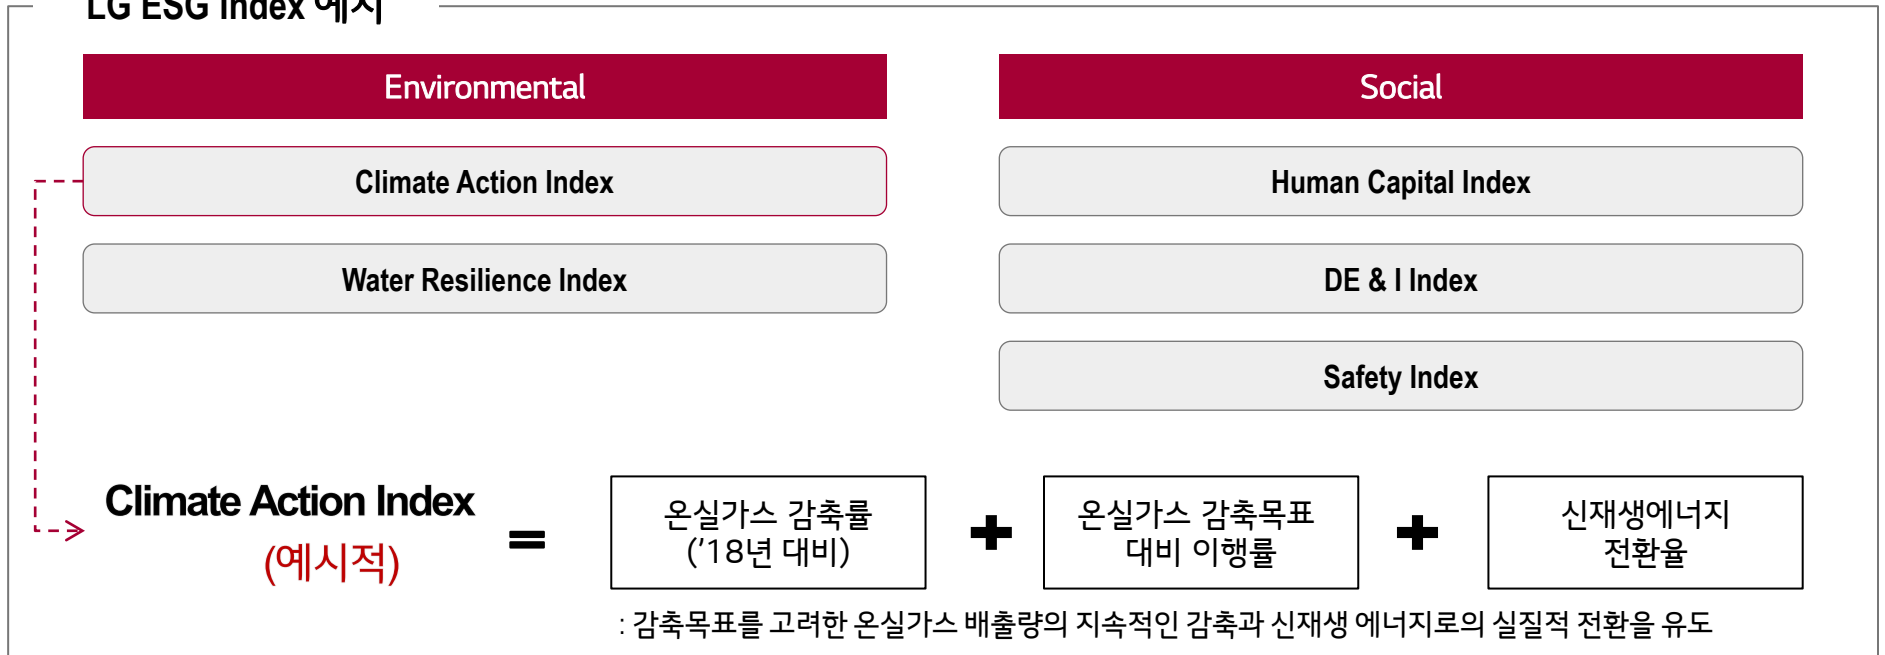 LG ESG Index 예시
Environmental
Social
Climate Action Index
Human Capital Index
Water Resilience Index
DE & I Index
Safety Index
Climate Action Index
(예시적)
=
온실가스 감축률
(’18년 대비)
+
온실가스 감축목표
대비 이행률
+
신재생에너지
전환율
: 감축목표를 고려한 온실가스 배출량의 지속적인 감축과 신재생 에너지로의 실질적 전환을 유도